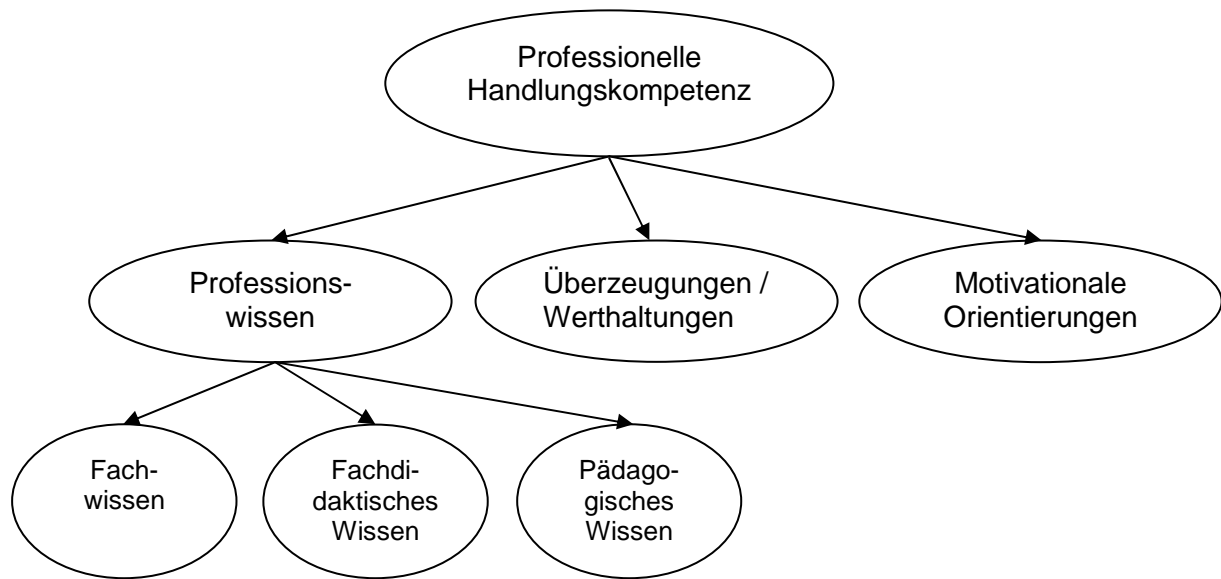 Professionelle
Handlungskompetenz
Professions-
wissen
Überzeugungen /
Werthaltungen
Motivationale
Orientierungen
Fach-
wissen
Fachdi-
daktisches
Wissen
Pädago-
gisches
Wissen